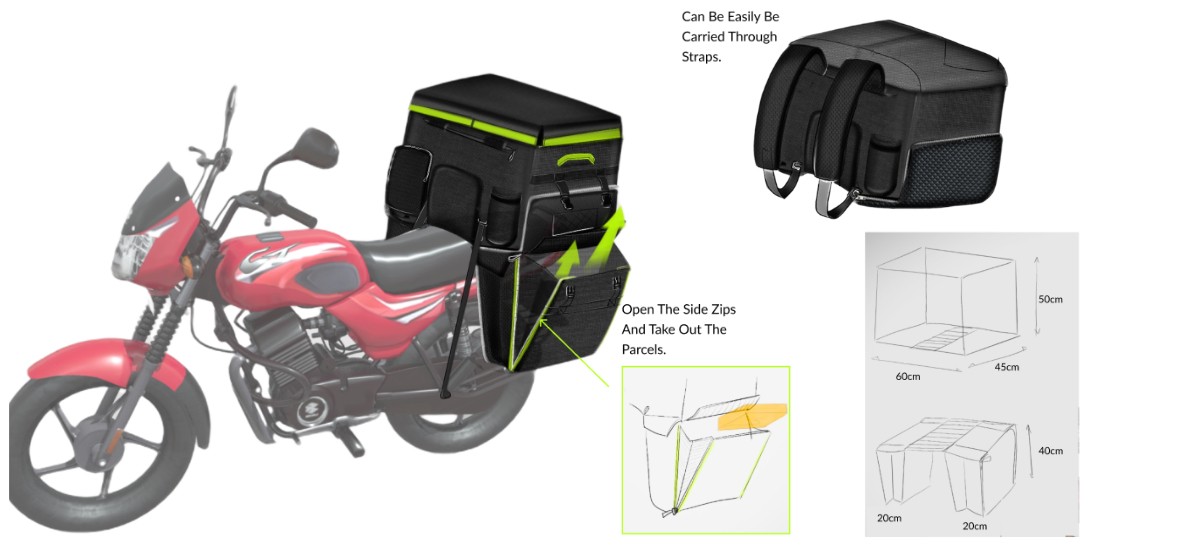 Can Be Easily Be
Carried Through
Straps.
Open The Side Zips
And Take Out The
Parcels.
50cm
45cm
60cm
40cm
20cm
20cm